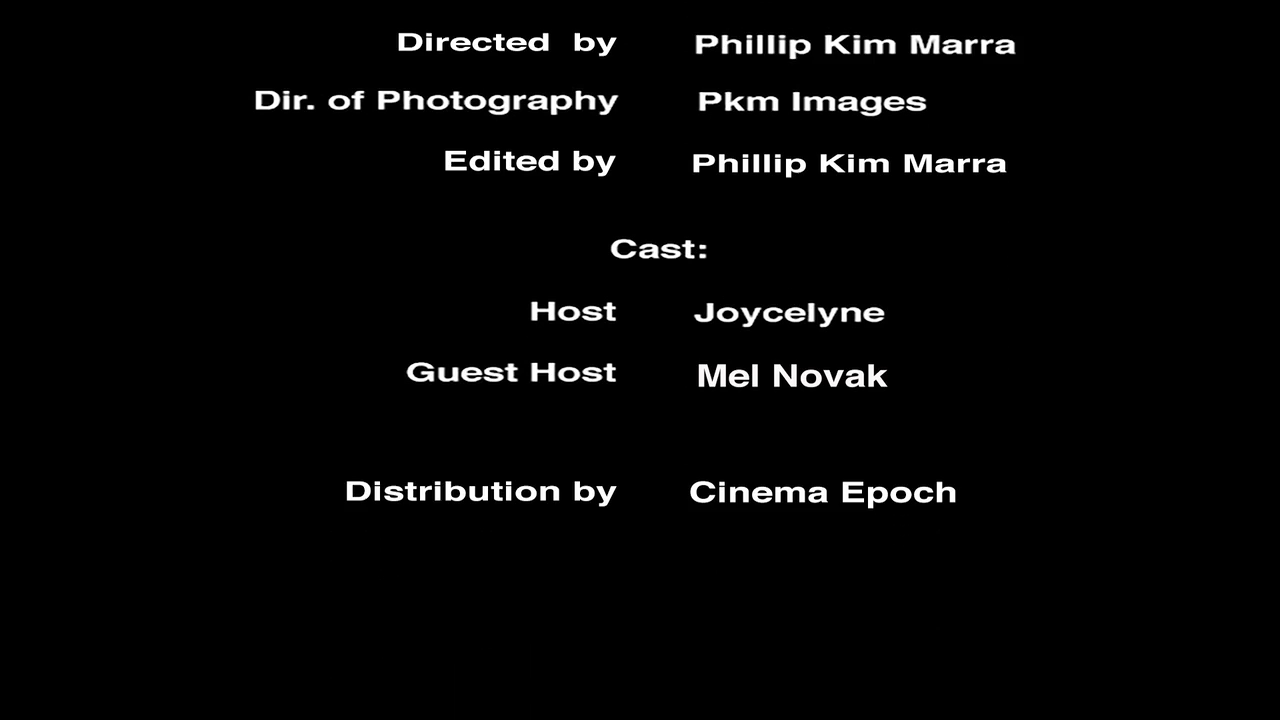 Directed by Phillip Kim Marra
Dir. of Photography Pkm Images
Edited by Phillip Kim Marra
Cast:
Host Joycelyne
Guest Host Mel Novak
Distribution by Cinema Epoch